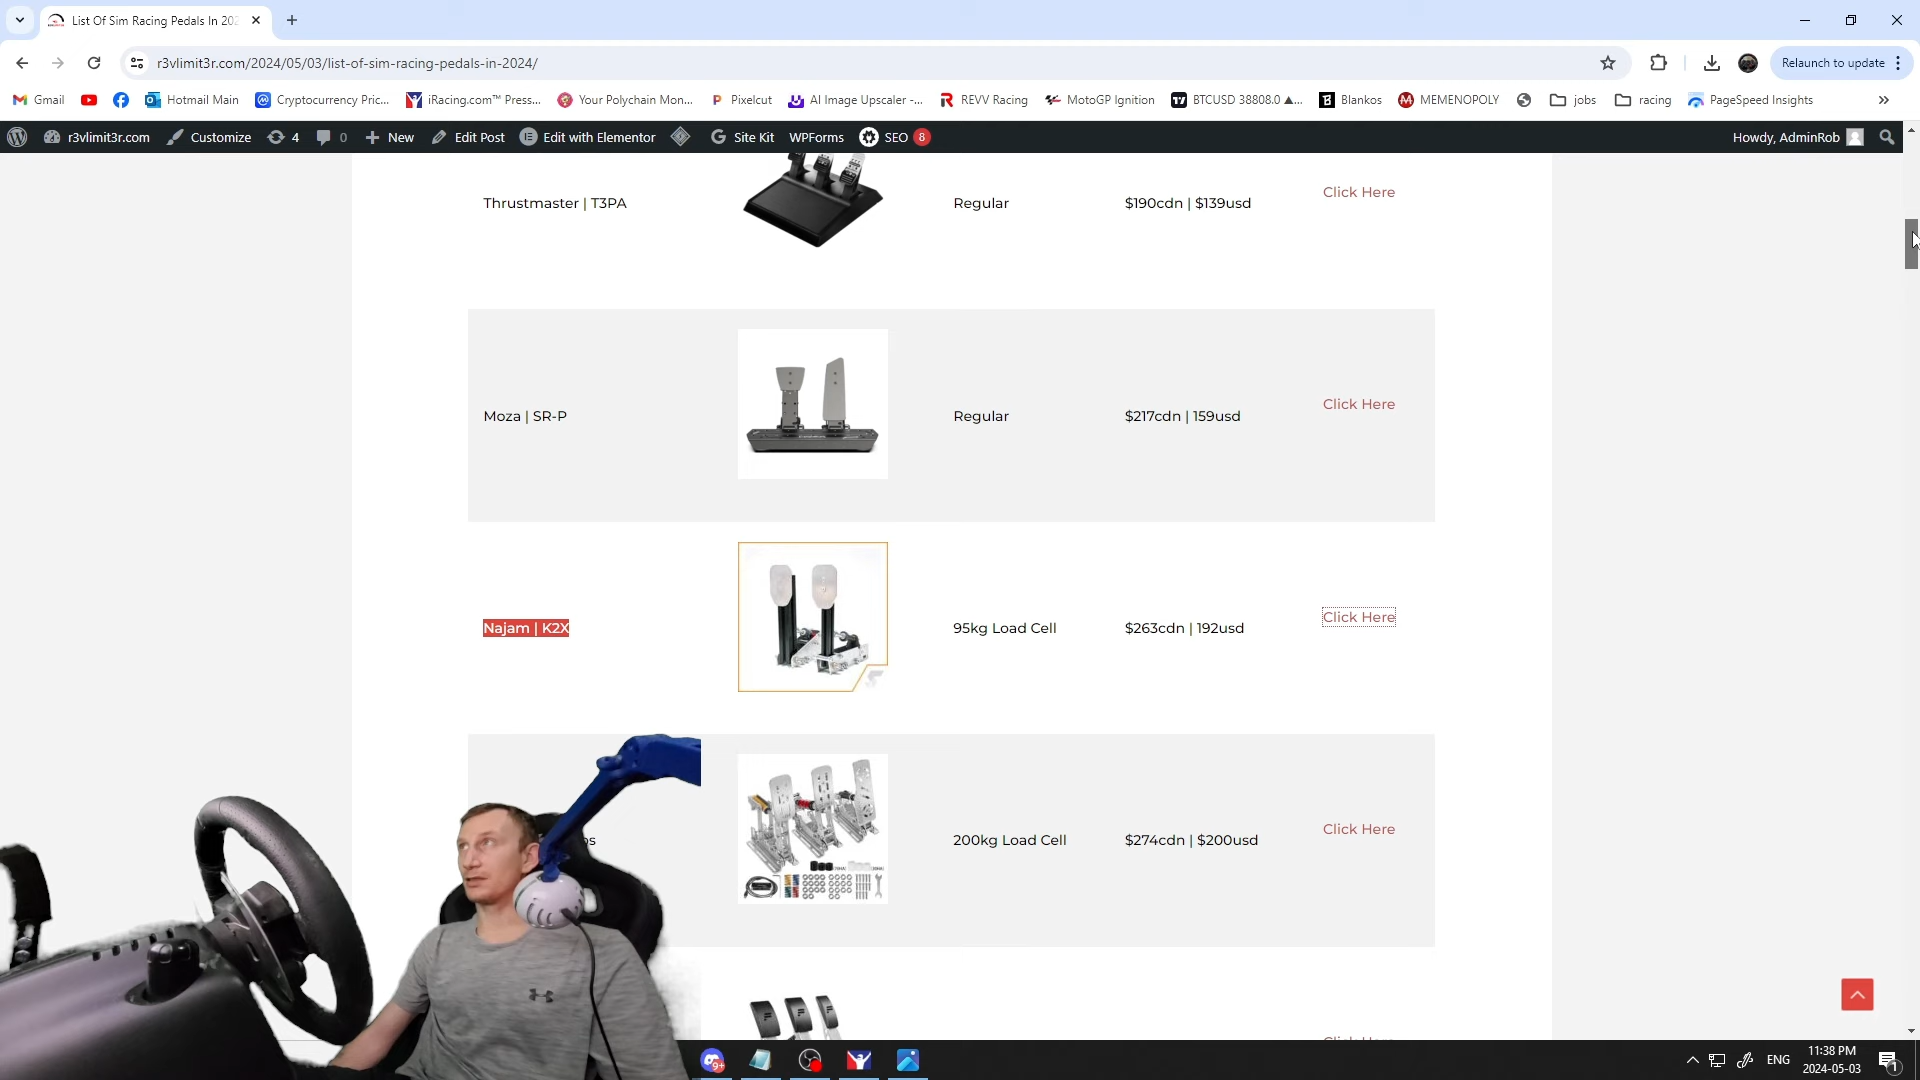 List Of Sim Racing Pedals In 202
r3vlimit3r.com/2024/05/03/list-of-sim-racing-pedals-in-2024/
Relaunch to update
Gmail
Hotmail Main
Cryptocurrency Pric...
iRacing.com™ Press...
Your Polychain Mon...
Pixelcut
AI Image Upscaler -...
REVV Racing
MotoGP Ignition
BTCUSD 38808.0 ▲...
Blankos
MEMENOPOLY
jobs
racing
PageSpeed Insights
»
r3vlimit3r.com
Customize
4
0
New
Edit Post
Edit with Elementor
Site Kit
WPForms
SEO 8
Howdy, AdminRob
Thrustmaster | T3PA
Regular
$190cdn | $139usd
Click Here
Moza | SR-P
Regular
$217cdn | 159usd
Click Here
Najam | K2X
95kg Load Cell
$263cdn | 192usd
Click Here
200kg Load Cell
$274cdn | $200usd
Click Here
Click Here
9+
ENG
11:38 PM
2024-05-03
1